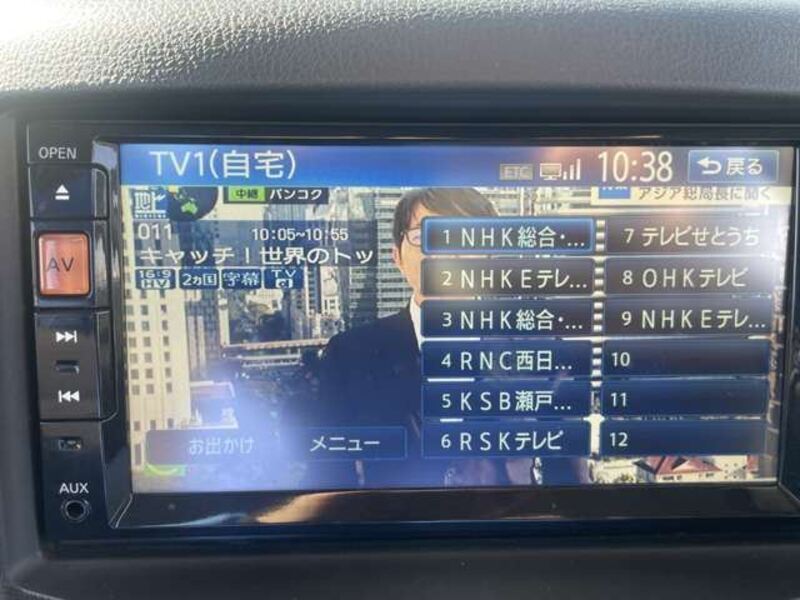 OPEN
AV
AUX
TV1(自宅)
ETC
10:38
戻る
地
DIGITAL
中継 バンコク
アジア総局長に聞く
011
10:05~10:55
キャッチ!世界のトッ
16:9 HV
2カ国
字幕
TV d
1 NHK総合・...
2 NHKEテレ...
3 NHK総合・...
4 RNC西日...
5 KSB瀬戸...
6 RSKテレビ
7 テレビせとうち
8 OHKテレビ
9 NHKEテレ...
10
11
12
お出かけ
メニュー